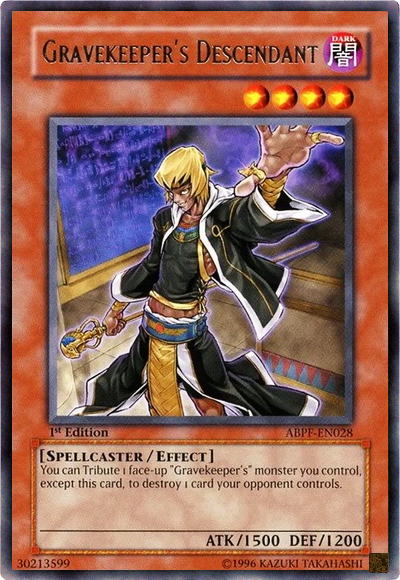 GRAVEKEEPER'S DESCENDANT
DARK
闇
1st Edition
ABPF-EN028
[SPELLCASTER / EFFECT]
You can Tribute 1 face-up "Gravekeeper's" monster you control,
except this card, to destroy 1 card your opponent controls.
ATK/1500 DEF/1200
30213599
©1996 KAZUKI TAKAHASHI